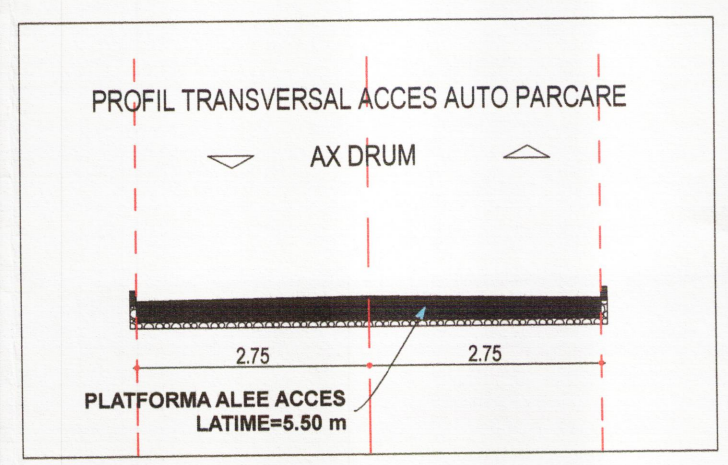 PROFIL TRANSVERSAL ACCES AUTO PARCARE
AX DRUM
2.75
2.75
PLATFORMA ALEE ACCES
LATIME=5.50 m